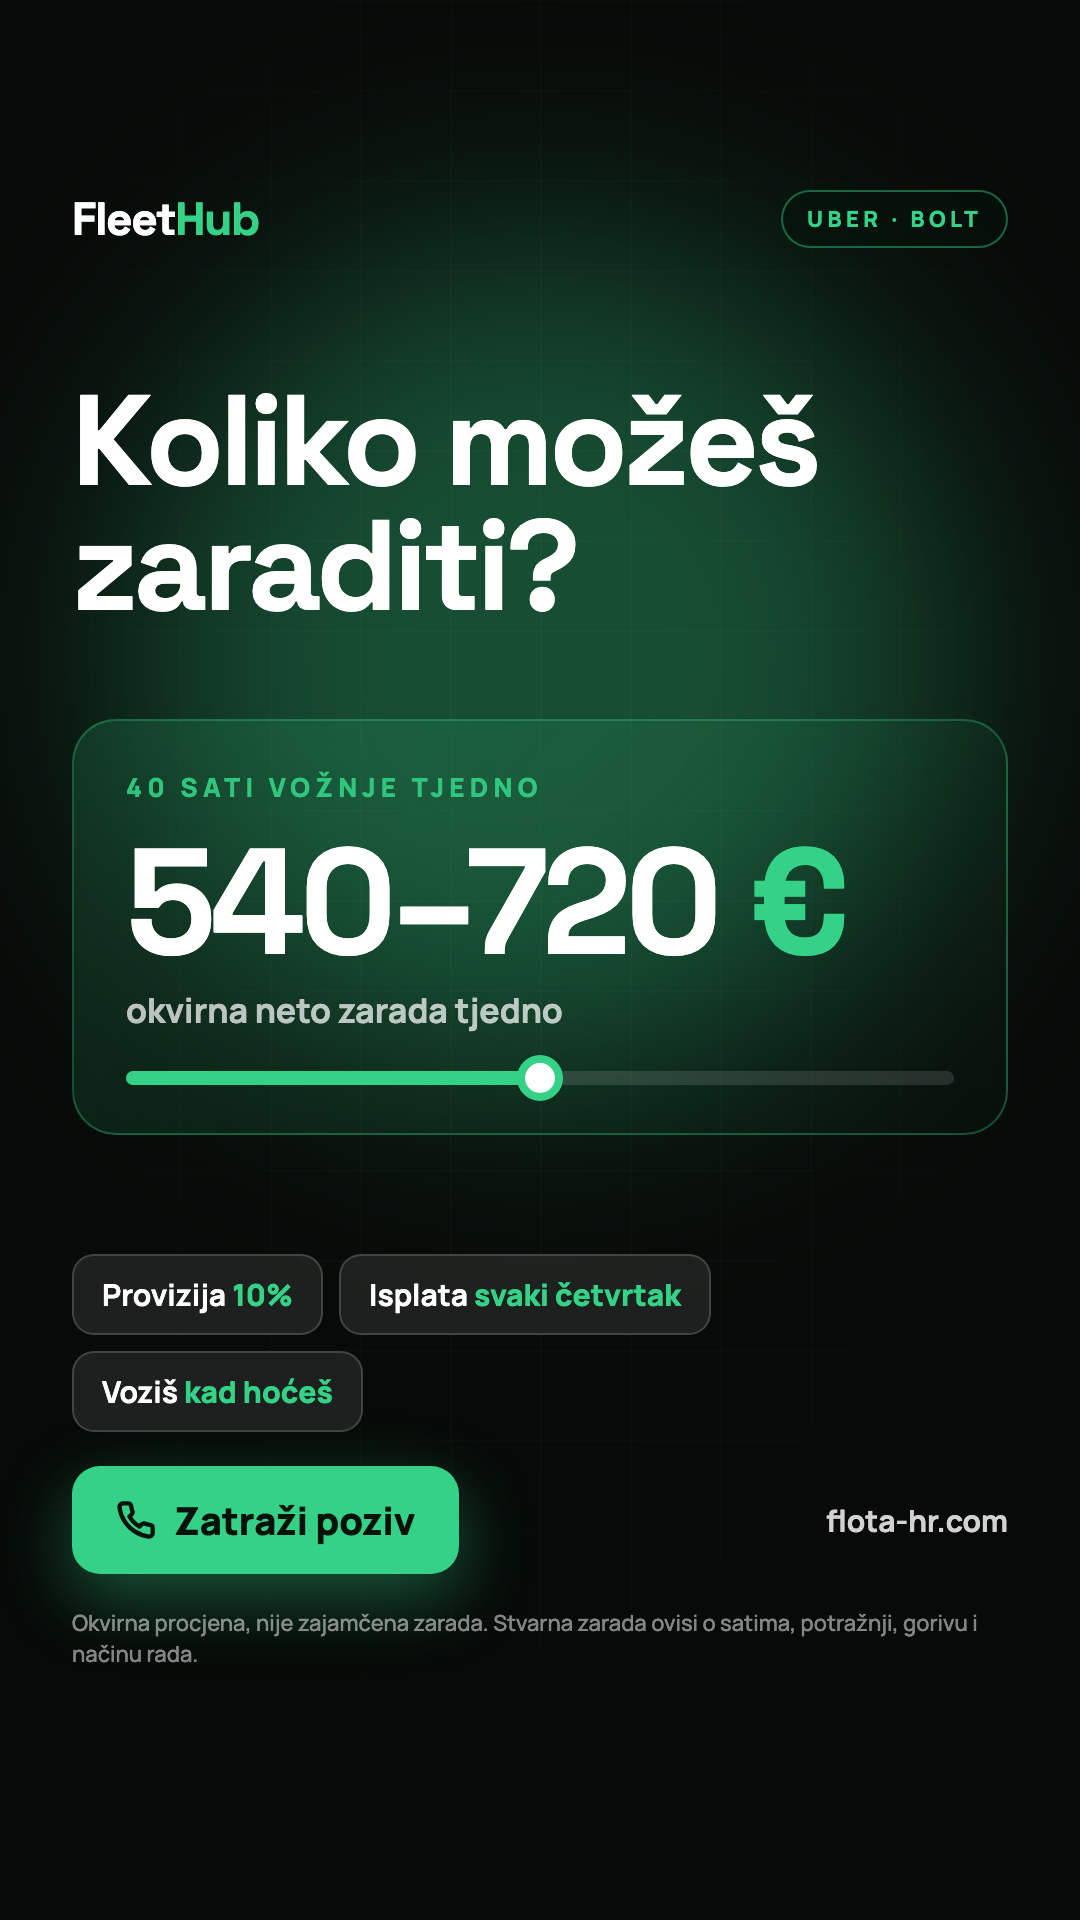 FleetHub
UBER · BOLT
Koliko možeš
zaraditi?
40 SATI VOŽNJE TJEDNO
540–720 €
okvirna neto zarada tjedno
Provizija 10%
Isplata svaki četvrtak
Voziš kad hoćeš
Zatraži poziv
flota-hr.com
Okvirna procjena, nije zajamčena zarada. Stvarna zarada ovisi o satima, potražnji, gorivu i
načinu rada.